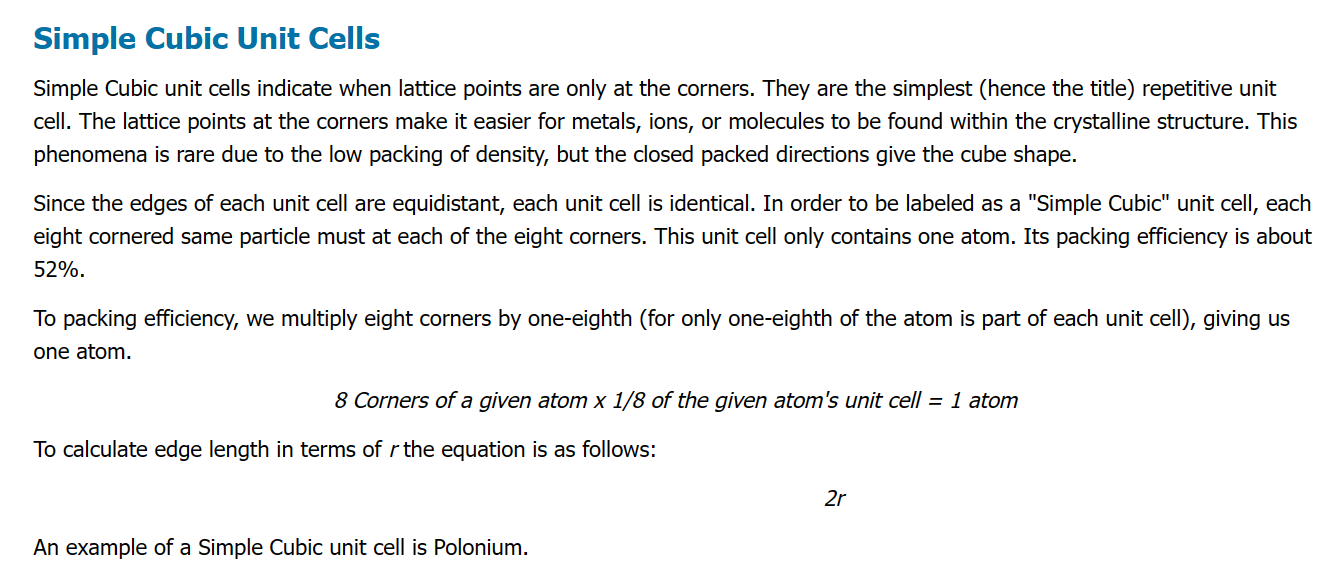 Simple Cubic Unit Cells
Simple Cubic unit cells indicate when lattice points are only at the corners. They are the simplest (hence the title) repetitive unit
cell. The lattice points at the corners make it easier for metals, ions, or molecules to be found within the crystalline structure. This
phenomena is rare due to the low packing of density, but the closed packed directions give the cube shape.
Since the edges of each unit cell are equidistant, each unit cell is identical. In order to be labeled as a "Simple Cubic" unit cell, each
eight cornered same particle must at each of the eight corners. This unit cell only contains one atom. Its packing efficiency is about
52%.
To packing efficiency, we multiply eight corners by one-eighth (for only one-eighth of the atom is part of each unit cell), giving us
one atom.
8 Corners of a given atom x 1/8 of the given atom's unit cell = 1 atom
To calculate edge length in terms of r the equation is as follows:
2r
An example of a Simple Cubic unit cell is Polonium.